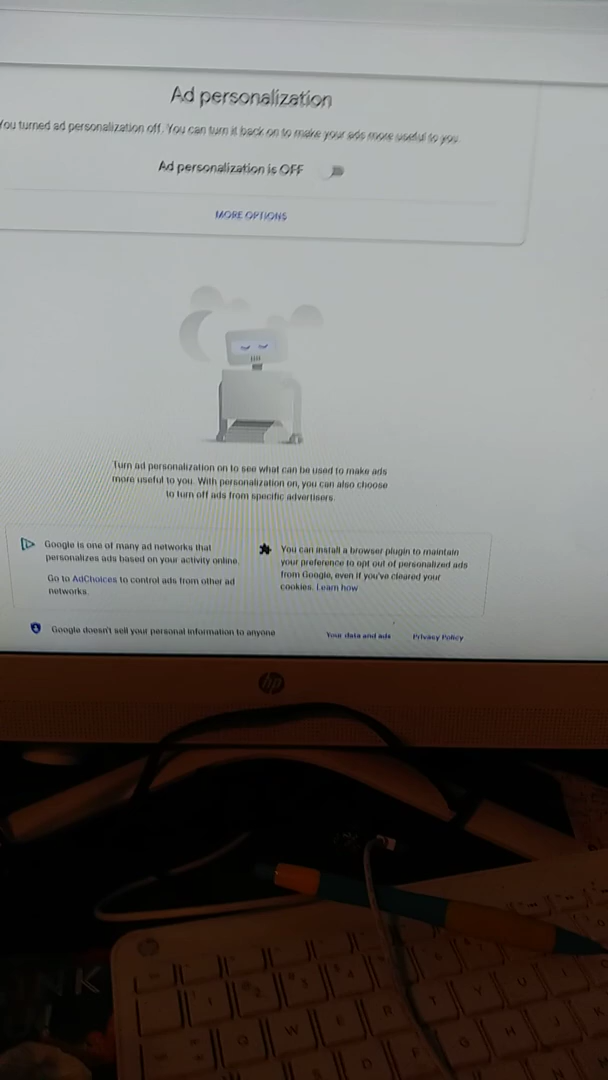 Ad personalization
You turned ad personalization off. You can turn it back on to make your ads more useful to you.
Ad personalization is OFF
MORE OPTIONS
Turn ad personalization on to see what can be used to make ads
more useful to you. With personalization on, you can also choose
to turn off ads from specific advertisers.
Google is one of many ad networks that
personalizes ads based on your activity online.
Go to AdChoices to control ads from other ad
networks.
You can install a browser plugin to maintain
your preference to opt out of personalized ads
from Google, even if you've cleared your
cookies. Learn how
Google doesn't sell your personal information to anyone
Your data and ads
Privacy Policy
hp
Q W E R T Y U I
D F G H J K